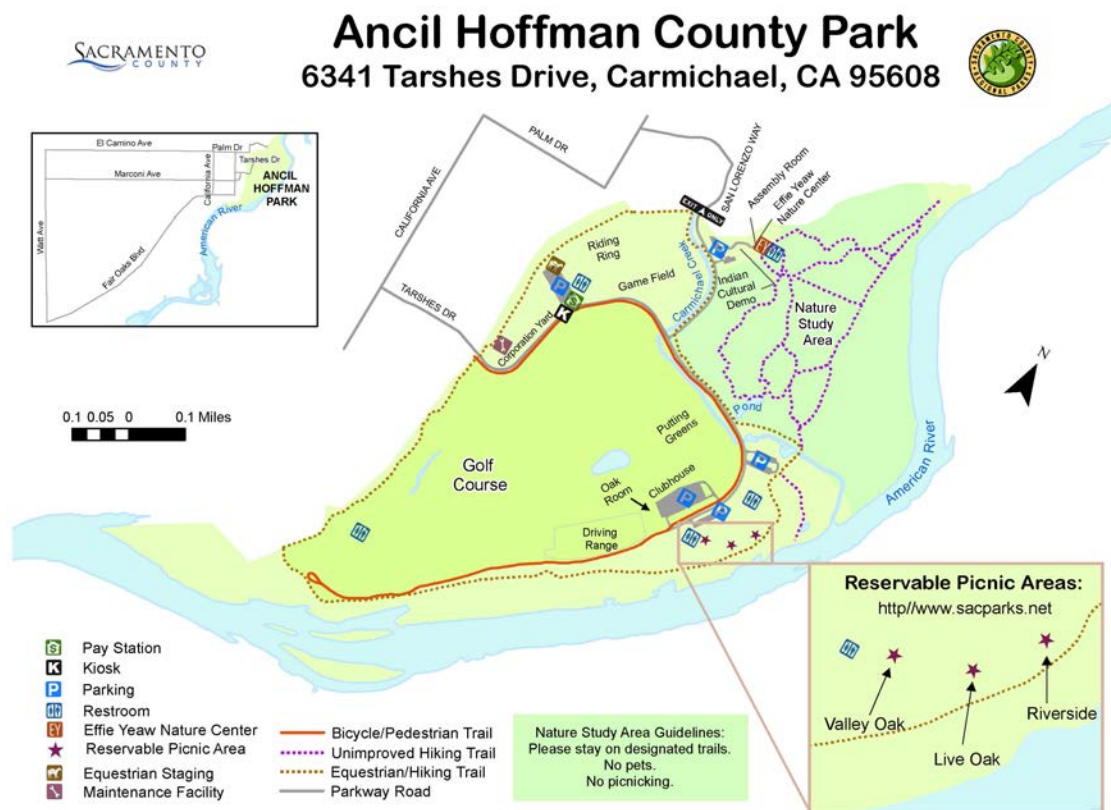 SACRAMENTO
COUNTY
Ancil Hoffman County Park
6341 Tarshes Drive, Carmichael, CA 95608
SACRAMENTO COUNTY
REGIONAL PARKS
El Camino Ave
Palm Dr
Tarshes Dr
Marconi Ave
California Ave
ANCIL
HOFFMAN
PARK
American River
Watt Ave
Fair Oaks Blvd
PALM DR
CALIFORNIA AVE
TARSHES DR
SAN LORENZO WAY
EXIT ONLY
Assembly Room
Effie Yeaw
Nature Center
EY
P
Riding
Ring
Game Field
Carmichael Creek
Indian
Cultural
Demo
Nature
Study
Area
P
S
K
Corporation Yard
N
0.1 0.05 0 0.1 Miles
Pond
Putting
Greens
American River
Golf
Course
Oak
Room
Clubhouse
P
P
P
Driving
Range
Reservable Picnic Areas:
http//www.sacparks.net
Valley Oak
Live Oak
Riverside
S Pay Station
K Kiosk
P Parking
Restroom
EY Effie Yeaw Nature Center
Reservable Picnic Area
Equestrian Staging
Maintenance Facility
Bicycle/Pedestrian Trail
Unimproved Hiking Trail
Equestrian/Hiking Trail
Parkway Road
Nature Study Area Guidelines:
Please stay on designated trails.
No pets.
No picnicking.